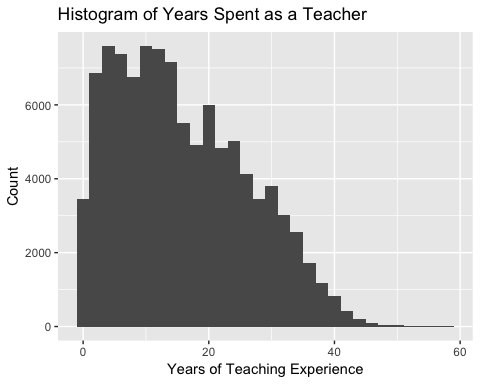 Histogram of Years Spent as a Teacher
6000
4000
2000
0
Count
0 20 40 60
Years of Teaching Experience